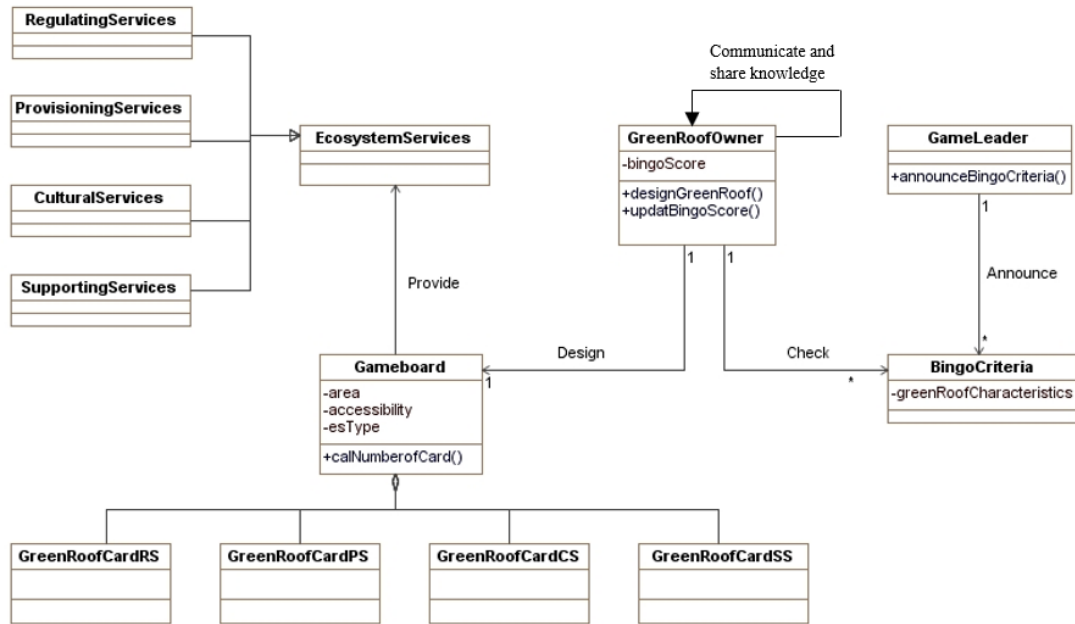 RegulatingServices
ProvisioningServices
CulturalServices
SupportingServices
EcosystemServices
Provide
Communicate and
share knowledge
GreenRoofOwner
-bingoScore
+designGreenRoof()
+updatBingoScore()
1
1
GameLeader
+announceBingoCriteria()
1
Announce
*
Design
1
Check
*
BingoCriteria
-greenRoofCharacteristics
Gameboard
-area
-accessibility
-esType
+calNumberofCard()
GreenRoofCardRS
GreenRoofCardPS
GreenRoofCardCS
GreenRoofCardSS